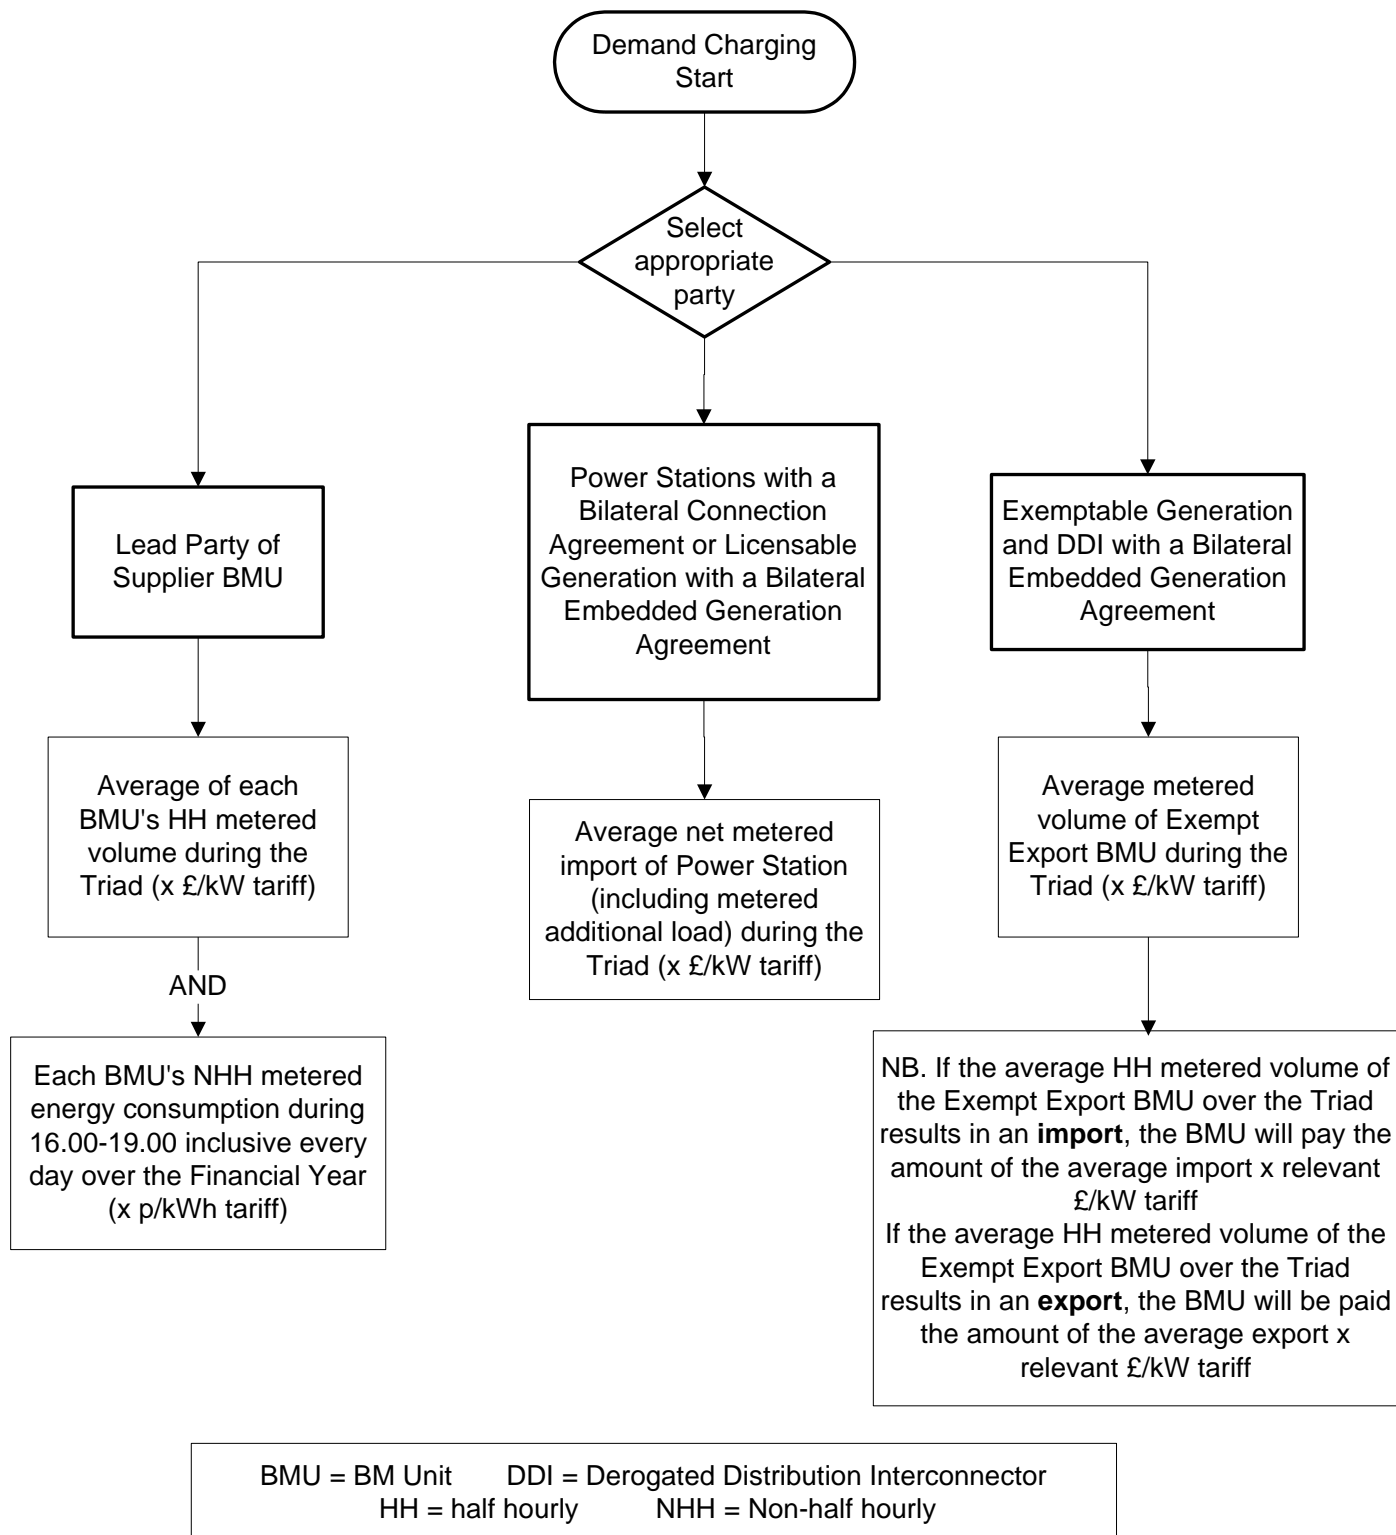 Demand Charging
Start
Select
appropriate
party
Lead Party of
Supplier BMU
Power Stations with a
Bilateral Connection
Agreement or Licensable
Generation with a Bilateral
Embedded Generation
Agreement
Exemptable Generation
and DDI with a Bilateral
Embedded Generation
Agreement
Average of each
BMU's HH metered
volume during the
Triad (x £/kW tariff)
AND
Each BMU's NHH metered
energy consumption during
16.00-19.00 inclusive every
day over the Financial Year
(x p/kWh tariff)
Average net metered
import of Power Station
(including metered
additional load) during the
Triad (x £/kW tariff)
Average metered
volume of Exempt
Export BMU during the
Triad (x £/kW tariff)
NB. If the average HH metered volume of
the Exempt Export BMU over the Triad
results in an import, the BMU will pay the
amount of the average import x relevant
£/kW tariff
If the average HH metered volume of the
Exempt Export BMU over the Triad
results in an export, the BMU will be paid
the amount of the average export x
relevant £/kW tariff
BMU = BM Unit DDI = Derogated Distribution Interconnector
HH = half hourly NHH = Non-half hourly